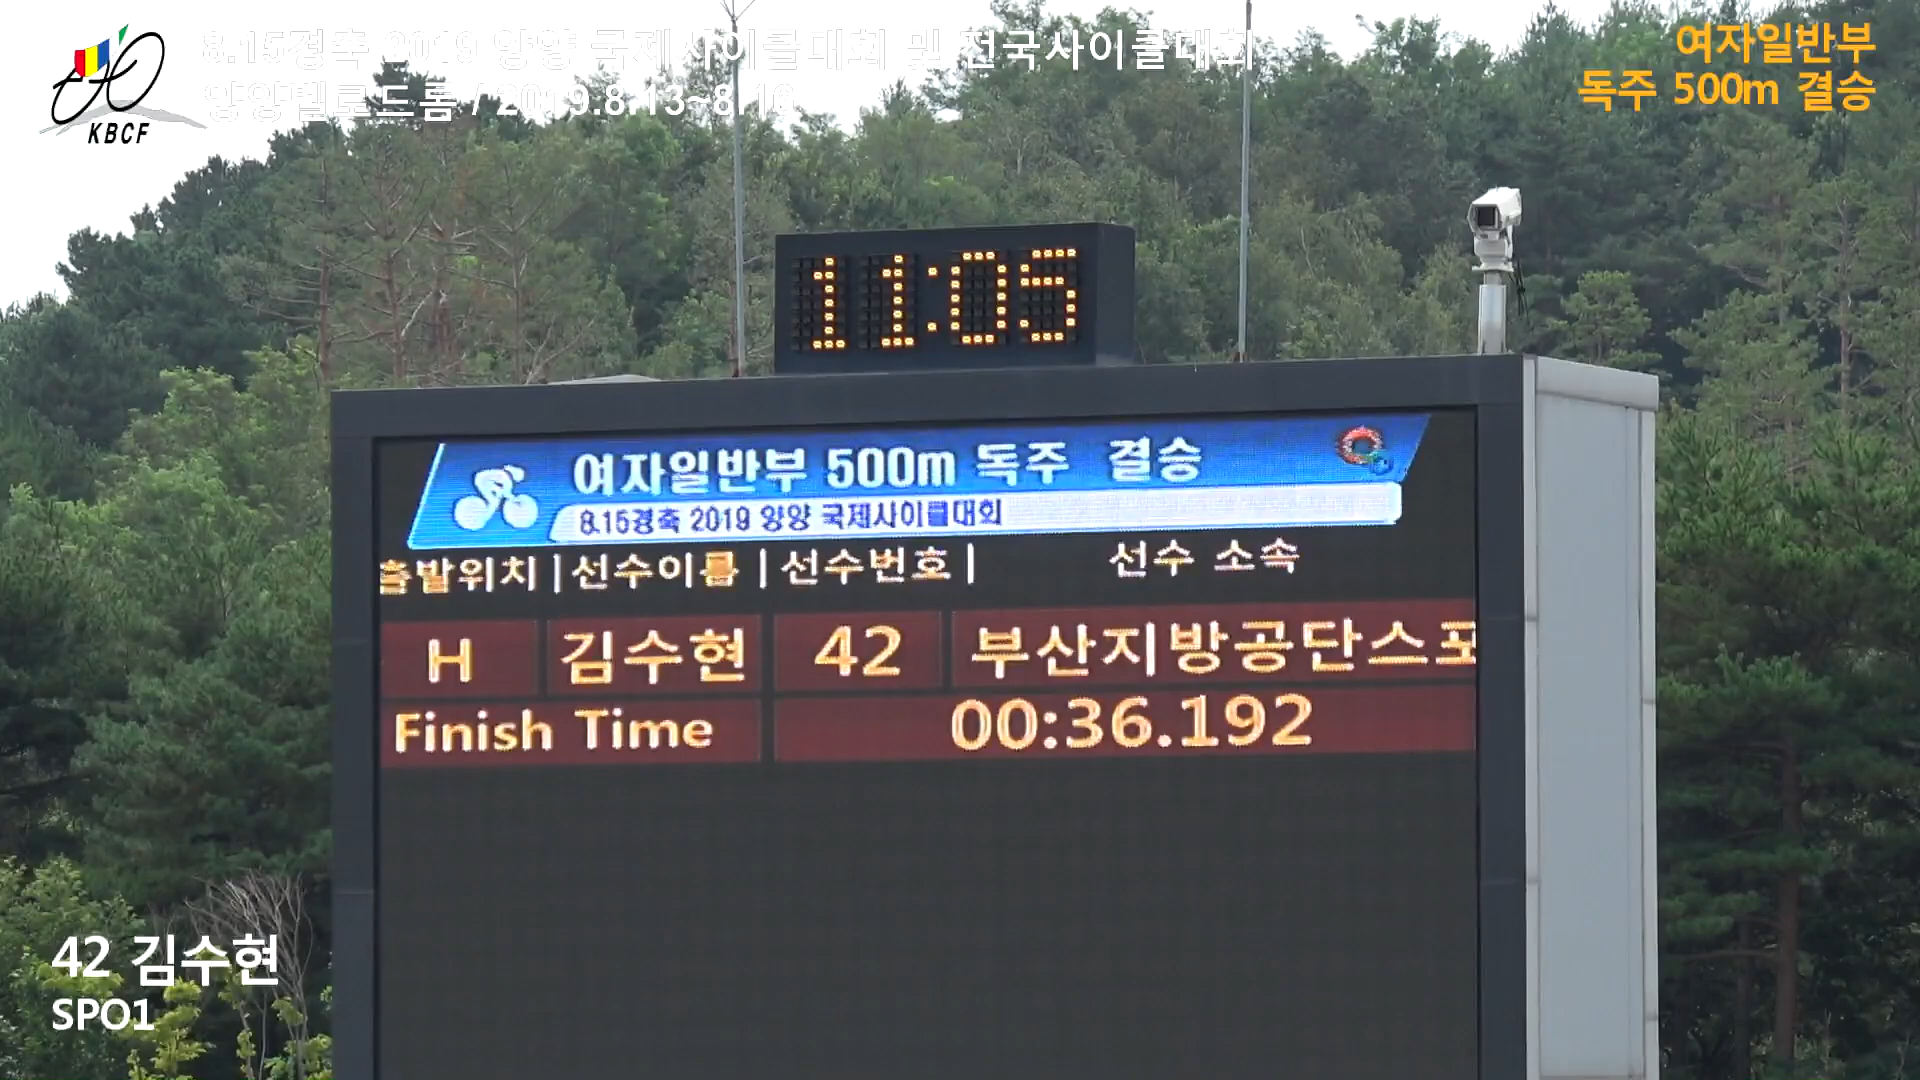 8.15경축 2019 양양 국제사이클대회 및 전국사이클대회
양양벨로드롬 / 2019.8.13~8.16
KBCF
여자일반부
독주 500m 결승
11:05
여자일반부 500m 독주 결승
8.15경축 2019 양양 국제사이클대회
출발위치 | 선수이름 | 선수번호 | 선수 소속
H 김수현 42 부산지방공단스포
Finish Time 00:36.192
42 김수현
SPO1